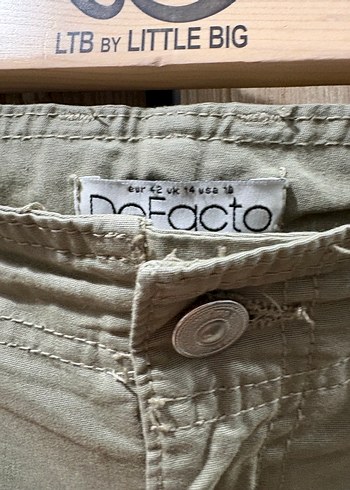 LTB BY LITTLE BIG
eur 42 uk 14 usa 10
DeFacto